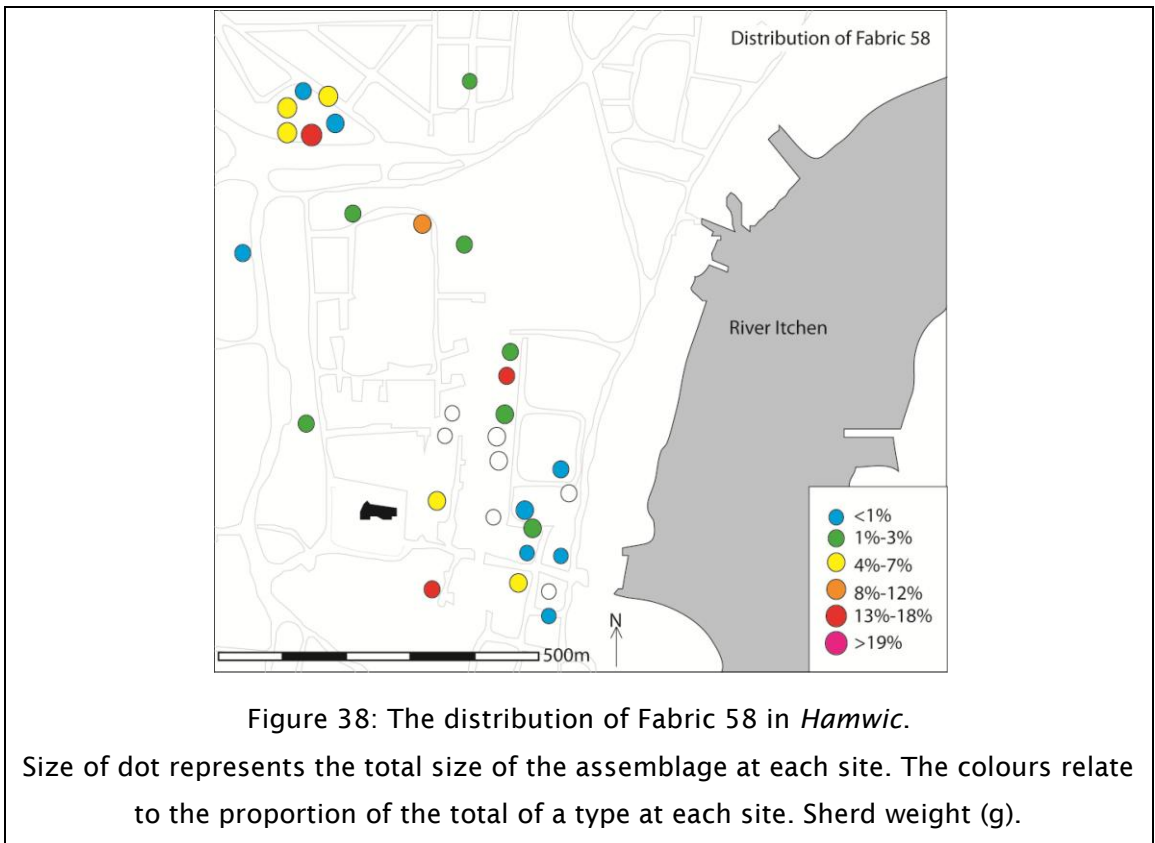 Distribution of Fabric 58
River Itchen
<1%
1%-3%
4%-7%
8%-12%
13%-18%
>19%
N
500m
Figure 38: The distribution of Fabric 58 in Hamwic.
Size of dot represents the total size of the assemblage at each site. The colours relate
to the proportion of the total of a type at each site. Sherd weight (g).